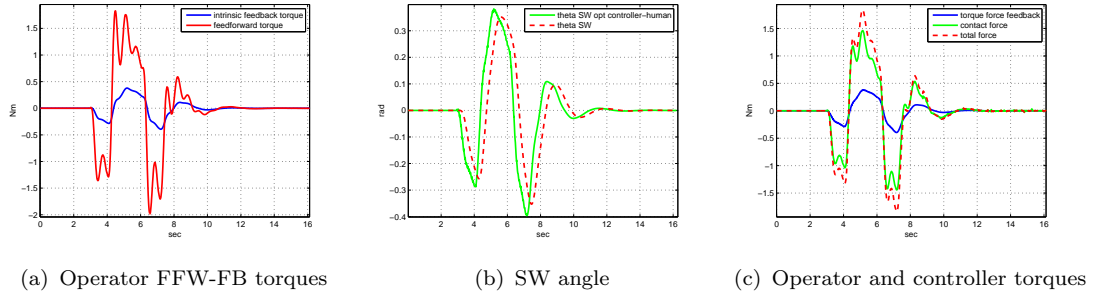 intrinsic feedback torque
feedforward torque
1.5
1
0.5
0
−0.5
−1
−1.5
−2
Nm
0 2 4 6 8 10 12 14 16
sec
(a) Operator FFW-FB torques
theta SW opt controller−human
theta SW
0.3
0.2
0.1
0
0.1
0.2
0.3
0.4
rad
2 4 6 8 10 12 14 16
sec
(b) SW angle
torque force feedback
contact force
total force
1.5
1
0.5
0
−0.5
−1
−1.5
Nm
0 2 4 6 8 10 12 14 16
sec
(c) Operator and controller torques